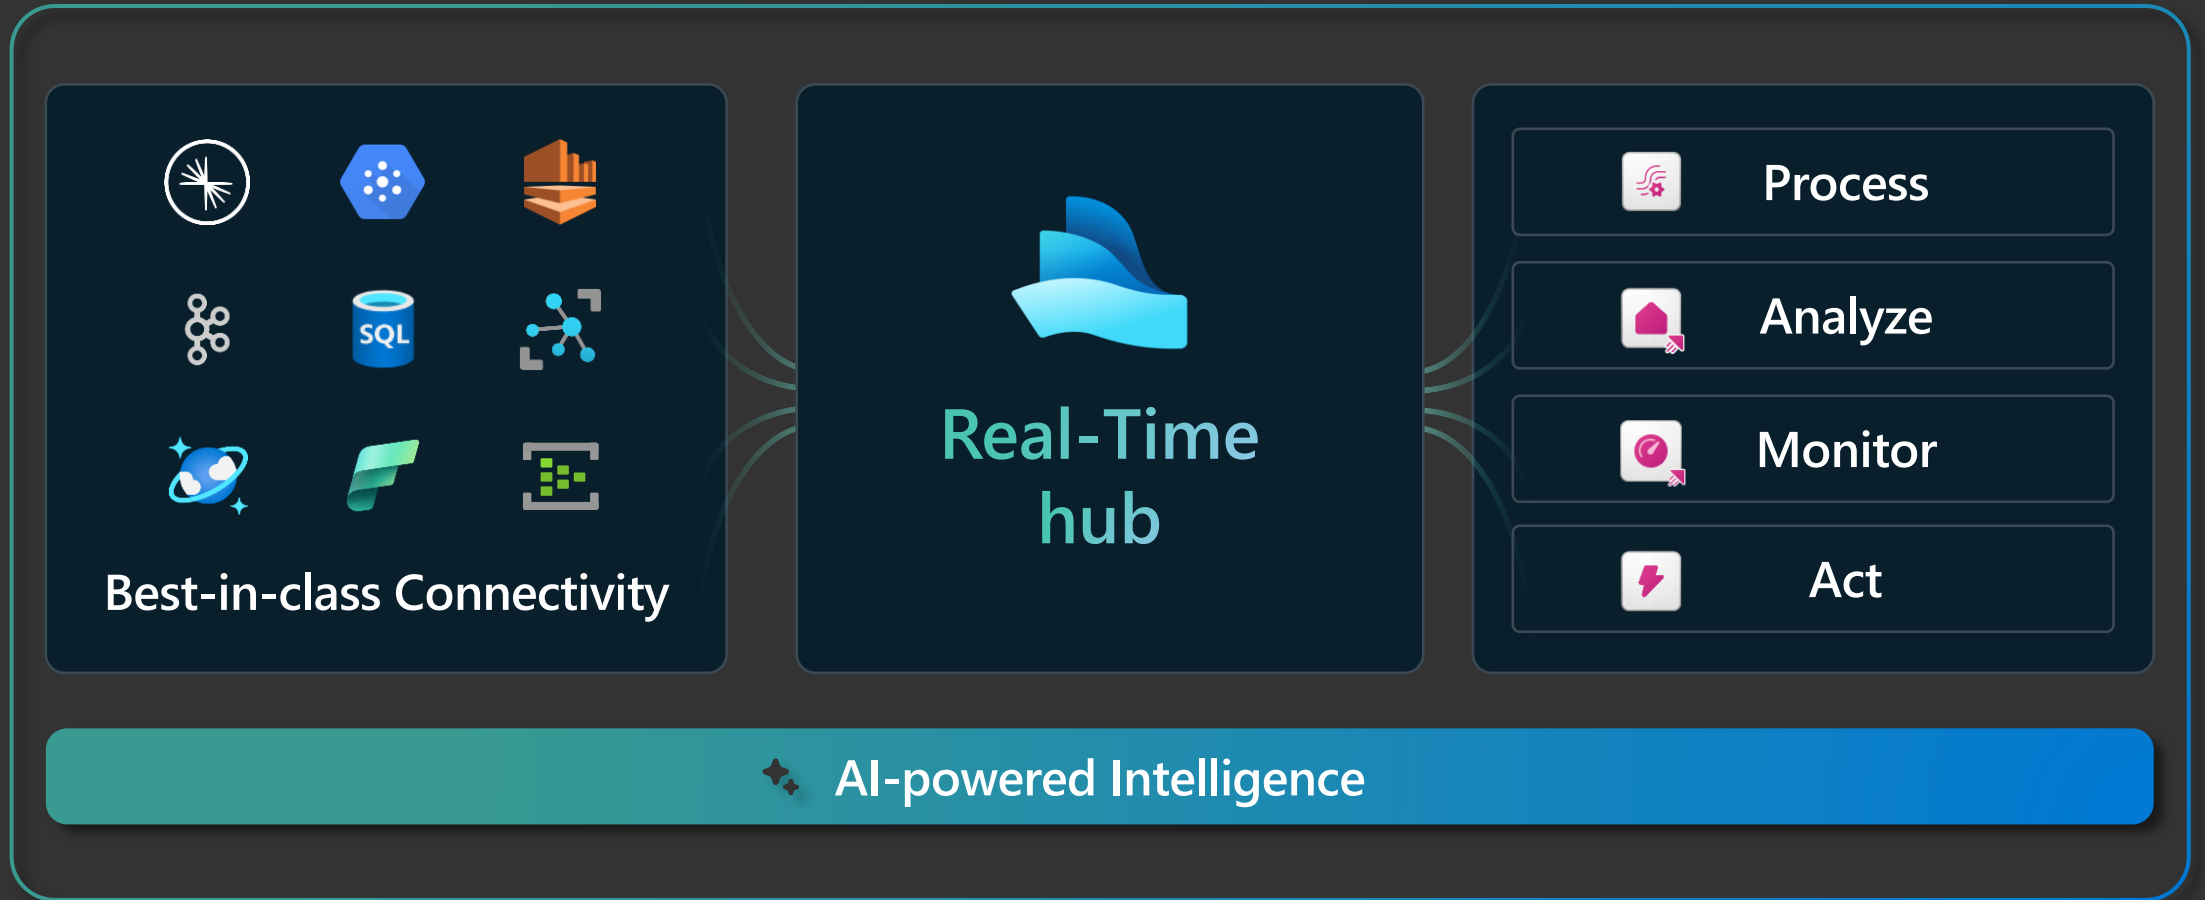 SQL
Best-in-class Connectivity
Real-Time
hub
Process
Analyze
Monitor
Act
AI-powered Intelligence